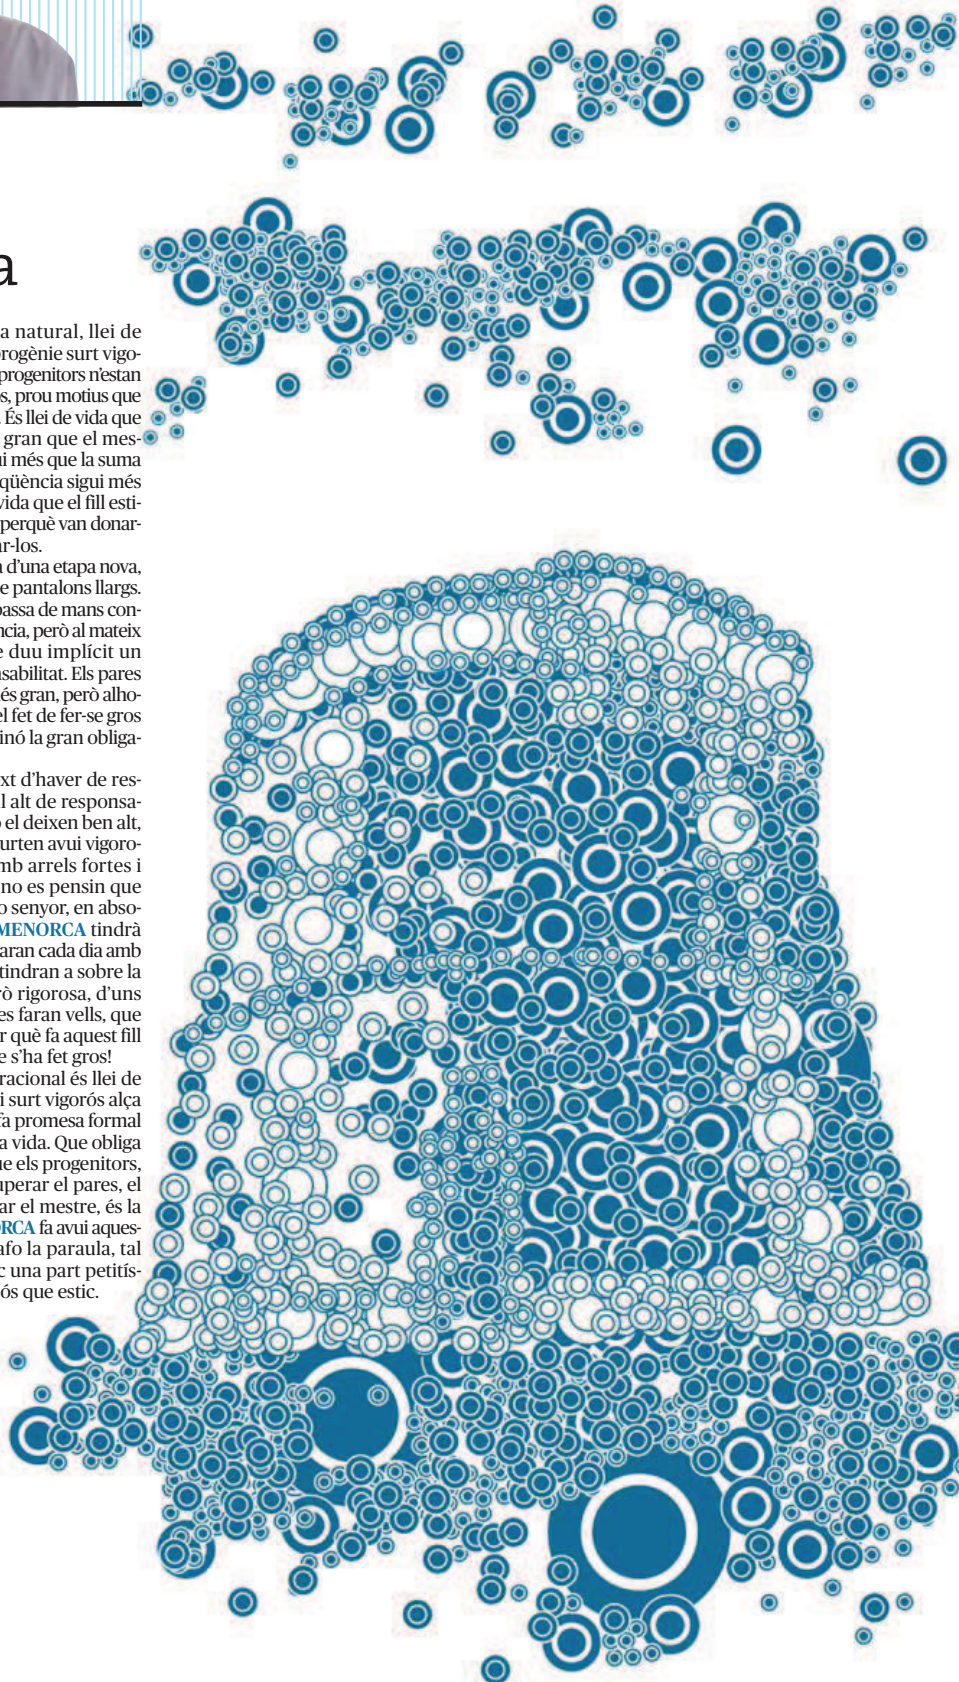 a
a natural, llei de
rogènie surt vigo-
progenitors n'estan
s, prou motius que
. És llei de vida que
gran que el mes-
ui més que la suma
qüència sigui més
vida que el fill esti-
perquè van donar-
ar-los.
a d'una etapa nova,
e pantalons llargs.
passa de mans con-
ncia, però al mateix
e duu implícit un
nsabilitat. Els pares
és gran, però alho-
el fet de fer-se gros
inó la gran obliga-
xt d'haver de res-
l alt de responsa-
o el deixen ben alt,
urten avui vigoro-
mb arrels fortes i
no es pensin que
o senyor, en abso-
MENORCA tindrà
aran cada dia amb
tindran a sobre la
rò rigorosa, d'uns
es faran vells, que
r què fa aquest fill
e s'ha fet gros!
racional és llei de
i surt vigorós alça
fa promesa formal
a vida. Que obliga
ue els progenitors,
uperar el pares, el
ar el mestre, és la
ORCA fa avui aques-
afo la paraula, tal
c una part petitís-
ós que estic.